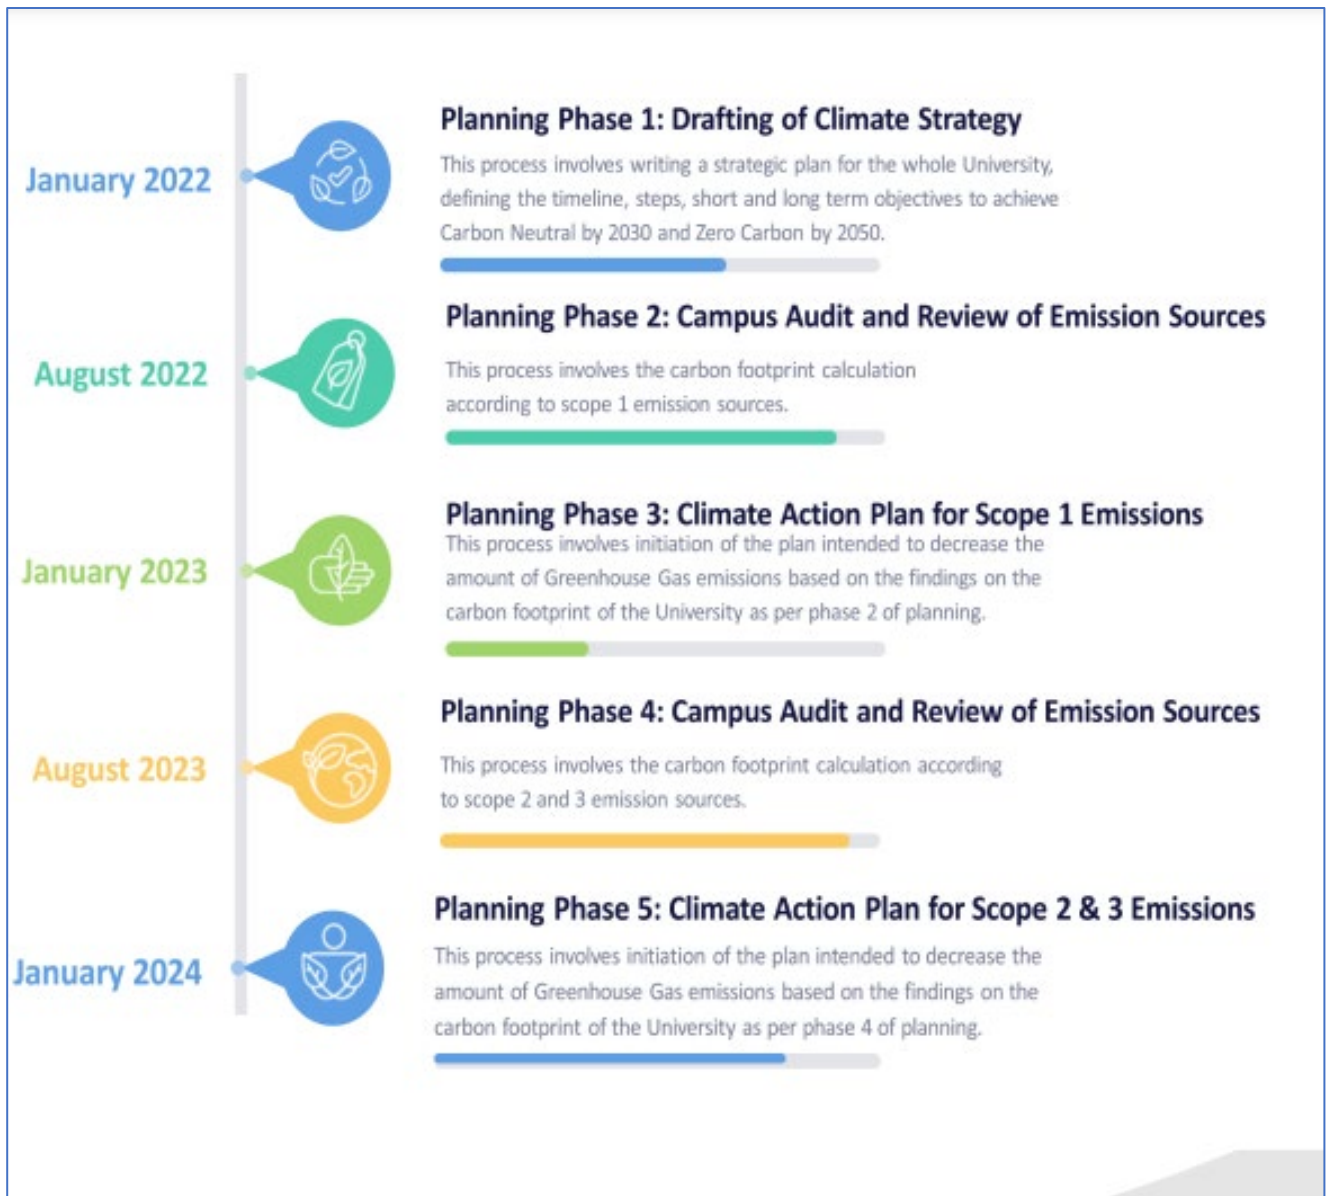 January 2022
Planning Phase 1: Drafting of Climate Strategy
This process involves writing a strategic plan for the whole University,
defining the timeline, steps, short and long term objectives to achieve
Carbon Neutral by 2030 and Zero Carbon by 2050.
August 2022
Planning Phase 2: Campus Audit and Review of Emission Sources
This process involves the carbon footprint calculation
according to scope 1 emission sources.
January 2023
Planning Phase 3: Climate Action Plan for Scope 1 Emissions
This process involves initiation of the plan intended to decrease the
amount of Greenhouse Gas emissions based on the findings on the
carbon footprint of the University as per phase 2 of planning.
August 2023
Planning Phase 4: Campus Audit and Review of Emission Sources
This process involves the carbon footprint calculation according
to scope 2 and 3 emission sources.
January 2024
Planning Phase 5: Climate Action Plan for Scope 2 & 3 Emissions
This process involves initiation of the plan intended to decrease the
amount of Greenhouse Gas emissions based on the findings on the
carbon footprint of the University as per phase 4 of planning.